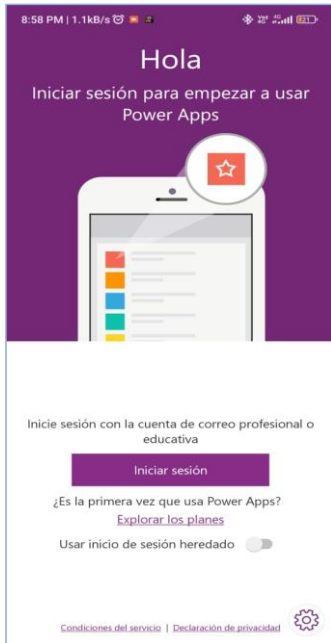 8:58 PM | 1.1kB/s
Hola
Iniciar sesión para empezar a usar
Power Apps
Inicie sesión con la cuenta de correo profesional o
educativa
Iniciar sesión
¿Es la primera vez que usa Power Apps?
Explorar los planes
Usar inicio de sesión heredado
Condiciones del servicio | Declaración de privacidad